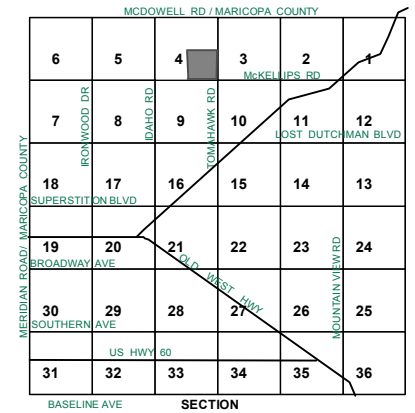 MCDOWELL RD / MARICOPA COUNTY
6 5 4 3 2 1
McKELLIPS RD
IRONWOOD DR
IDAHO RD
TOMAHAWK RD
7 8 9 10 11 12
LOST DUTCHMAN BLVD
MERIDIAN ROAD/ MARICOPA COUNTY
18 17 16 15 14 13
SUPERSTITION BLVD
19 20 21 22 23 24
BROADWAY AVE
OLD WEST HWY
MOUNTAIN VIEW RD
30 29 28 27 26 25
SOUTHERN AVE
US HWY 60
31 32 33 34 35 36
BASELINE AVE
SECTION